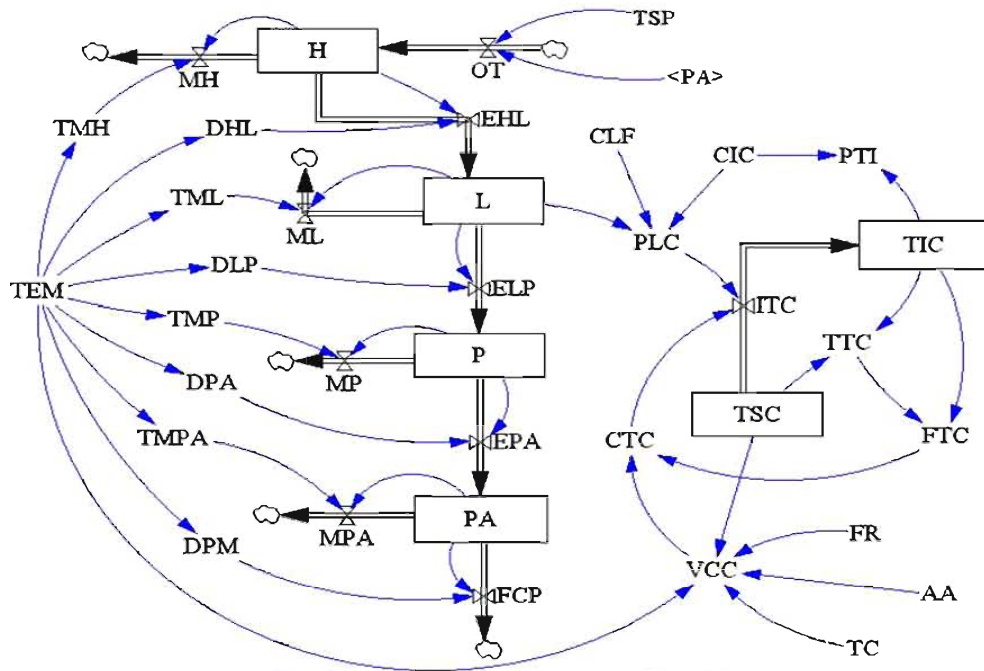 TSP
H
OT
MH
<PA>
TMH
DHL
EHL
CLF
CIC
PTI
TML
L
ML
PLC
TIC
TEM
DLP
ELP
ITC
TMP
P
MP
TTC
DPA
TSC
TMPA
EPA
CTC
FTC
PA
MPA
DPM
FR
VCC
FCP
AA
TC